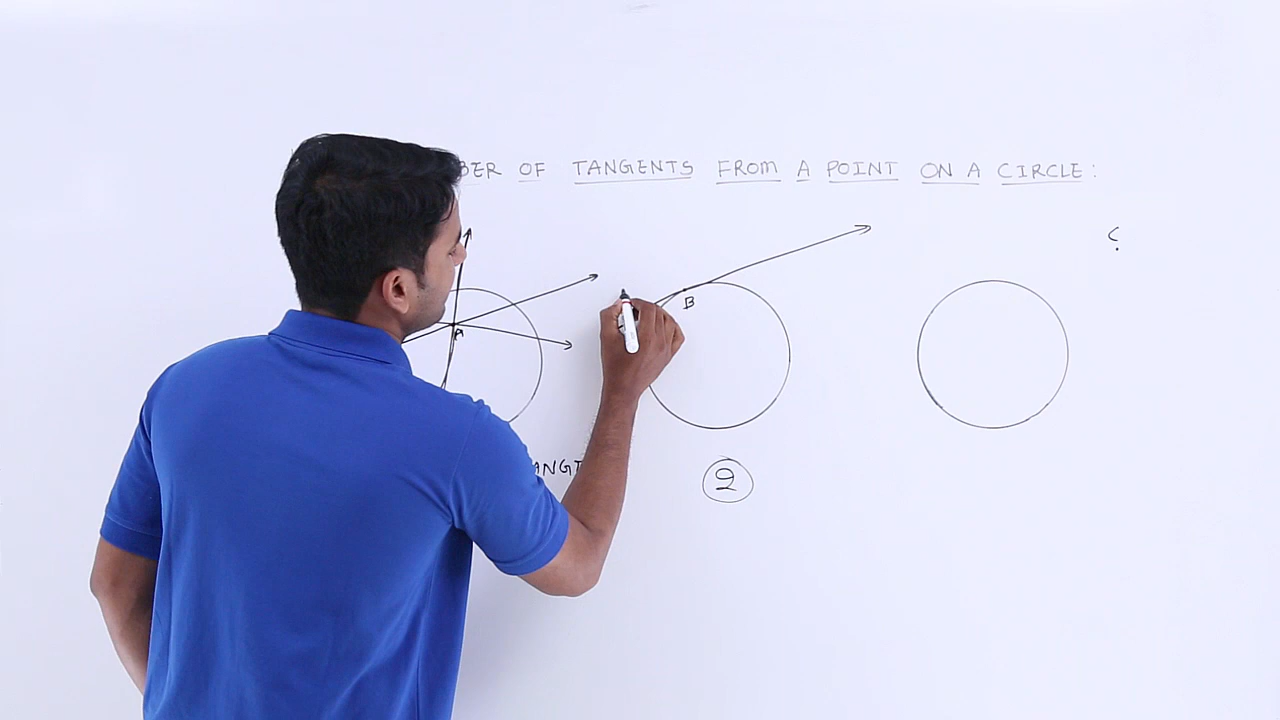 BER OF TANGENTS FROM A POINT ON A CIRCLE:
C
A
B
ANGT
2